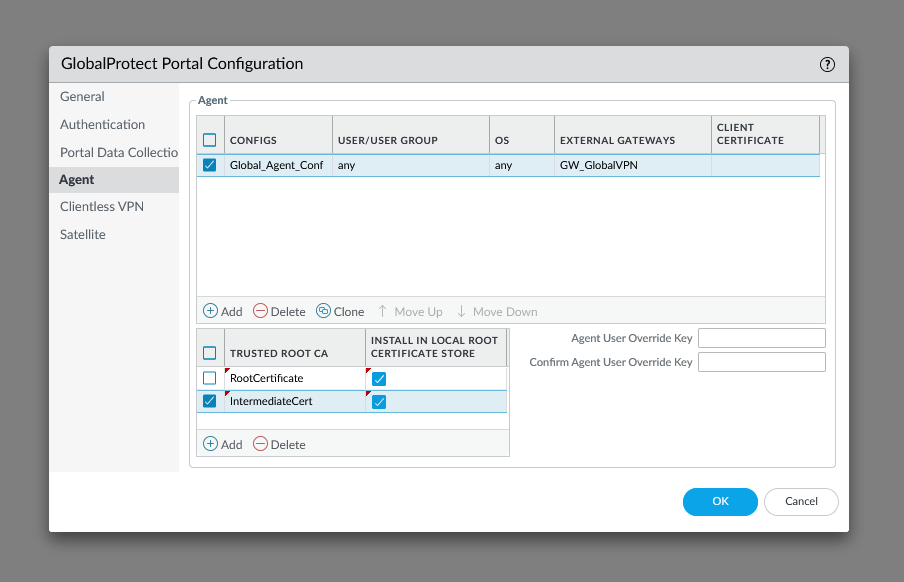 GlobalProtect Portal Configuration
?
General
Authentication
Portal Data Collectio
Agent
Clientless VPN
Satellite
Agent
CONFIGS USER/USER GROUP OS EXTERNAL GATEWAYS CLIENT CERTIFICATE
Global_Agent_Conf any any GW_GlobalVPN
Add Delete Clone Move Up Move Down
TRUSTED ROOT CA INSTALL IN LOCAL ROOT CERTIFICATE STORE
RootCertificate
IntermediateCert
Add Delete
Agent User Override Key
Confirm Agent User Override Key
OK Cancel